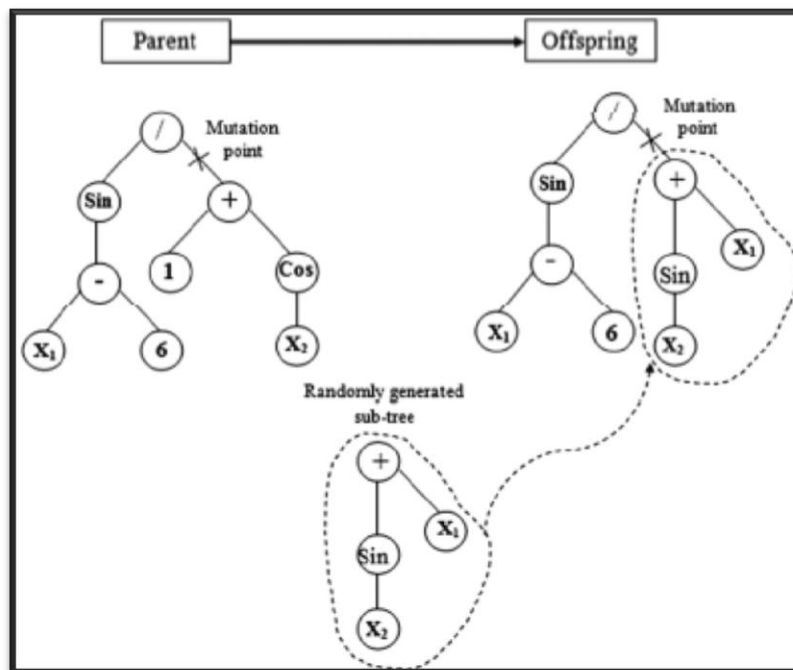 Parent
Offspring
/
Mutation
point
Sin
+
-
1
Cos
X₁
6
X₂
/
Mutation
point
Sin
+
-
X₁
Sin
X₁
6
X₂
Randomly generated
sub-tree
+
X₁
Sin
X₂